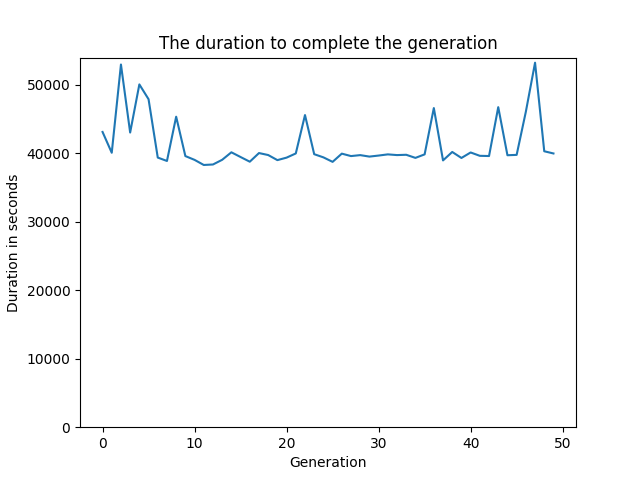 The duration to complete the generation
Duration in seconds
50000
40000
30000
20000
10000
0
0 10 20 30 40 50
Generation